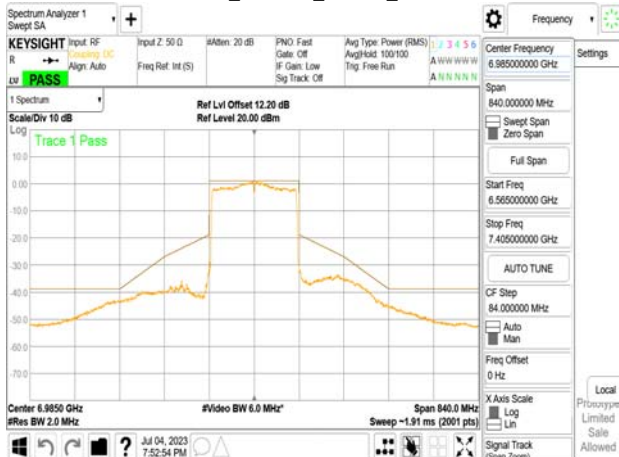 Spectrum Analyzer 1
Swept SA
+
Frequency
KEYSIGHT
Input: RF
Coupling: DC
Align: Auto
Input Z: 50 Ω
Freq Ref: Int (S)
#Atten: 20 dB
PNO: Fast
Gate: Off
IF Gain: Low
Sig Track: Off
Avg Type: Power (RMS)
Avg|Hold: 100/100
Trig: Free Run
1 2 3 4 5 6
A W W W W W
A N N N N N
R
LV
PASS
1 Spectrum
Scale/Div 10 dB
Ref Lvl Offset 12.20 dB
Ref Level 20.00 dBm
Log
Trace 1 Pass
10.0
0.00
-10.0
-20.0
-30.0
-40.0
-50.0
-60.0
-70.0
Center 6.9850 GHz
#Res BW 2.0 MHz
#Video BW 6.0 MHz*
Span 840.0 MHz
Sweep ~1.91 ms (2001 pts)
?
Jul 04, 2023
7:52:54 PM
Center Frequency
6.985000000 GHz
Settings
Span
840.000000 MHz
Swept Span
Zero Span
Full Span
Start Freq
6.565000000 GHz
Stop Freq
7.405000000 GHz
AUTO TUNE
CF Step
84.000000 MHz
Auto
Man
Freq Offset
0 Hz
X Axis Scale
Log
Lin
Signal Track
(Span Zoom)
Local
Prototype
Limited
Sale
Allowed